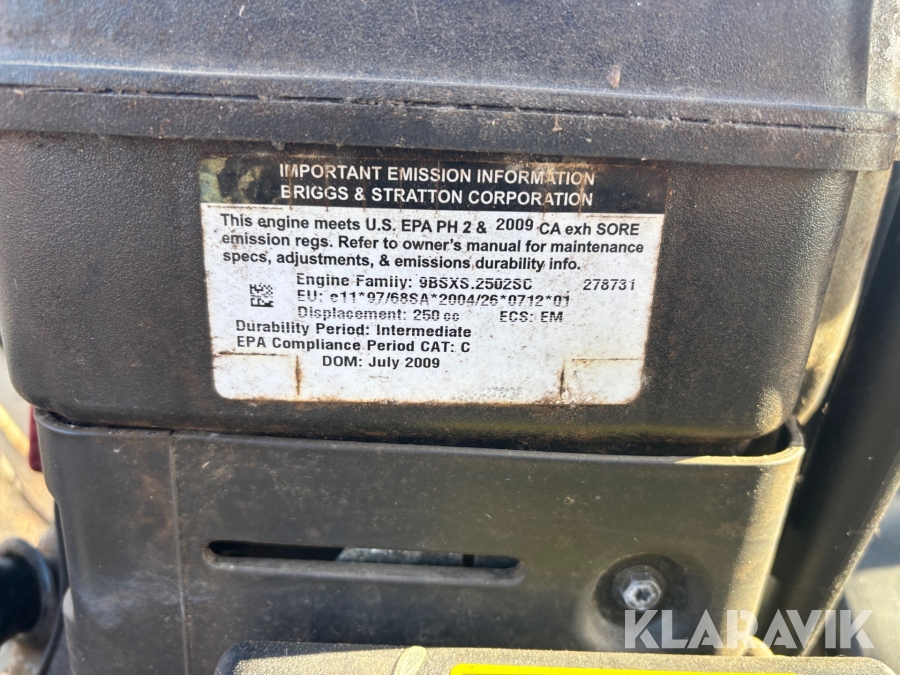 IMPORTANT EMISSION INFORMATION
BRIGGS & STRATTON CORPORATION
This engine meets U.S. EPA PH 2 & 2009 CA exh SORE
emission regs. Refer to owner's manual for maintenance
specs, adjustments, & emissions durability info.
Engine Family: 9BSXS.2502SC 278731
EU: e11*97/68SA*2004/26*0712*01
Displacement: 250 cc ECS: EM
Durability Period: Intermediate
EPA Compliance Period CAT: C
DOM: July 2009
KLARAVIK